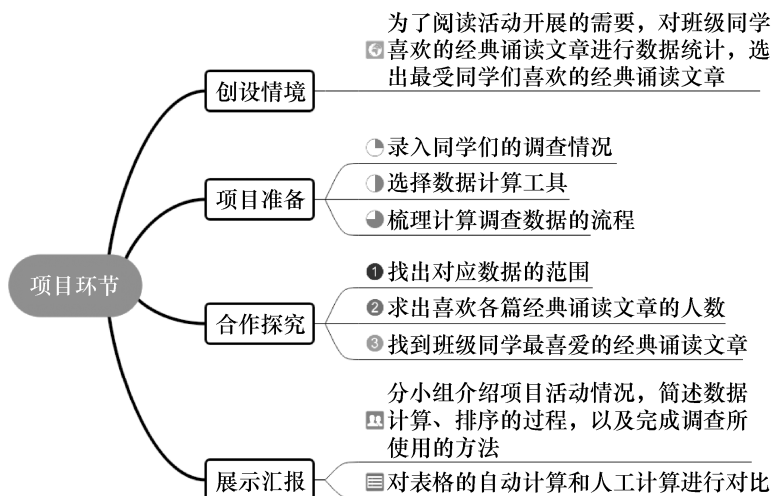 项目环节
创设情境
为了阅读活动开展的需要，对班级同学
喜欢的经典诵读文章进行数据统计，选
出最受同学们喜欢的经典诵读文章
项目准备
录入同学们的调查情况
选择数据计算工具
梳理计算调查数据的流程
合作探究
1 找出对应数据的范围
2 求出喜欢各篇经典诵读文章的人数
3 找到班级同学最喜爱的经典诵读文章
展示汇报
分小组介绍项目活动情况，简述数据
计算、排序的过程，以及完成调查所
使用的方法
对表格的自动计算和人工计算进行对比